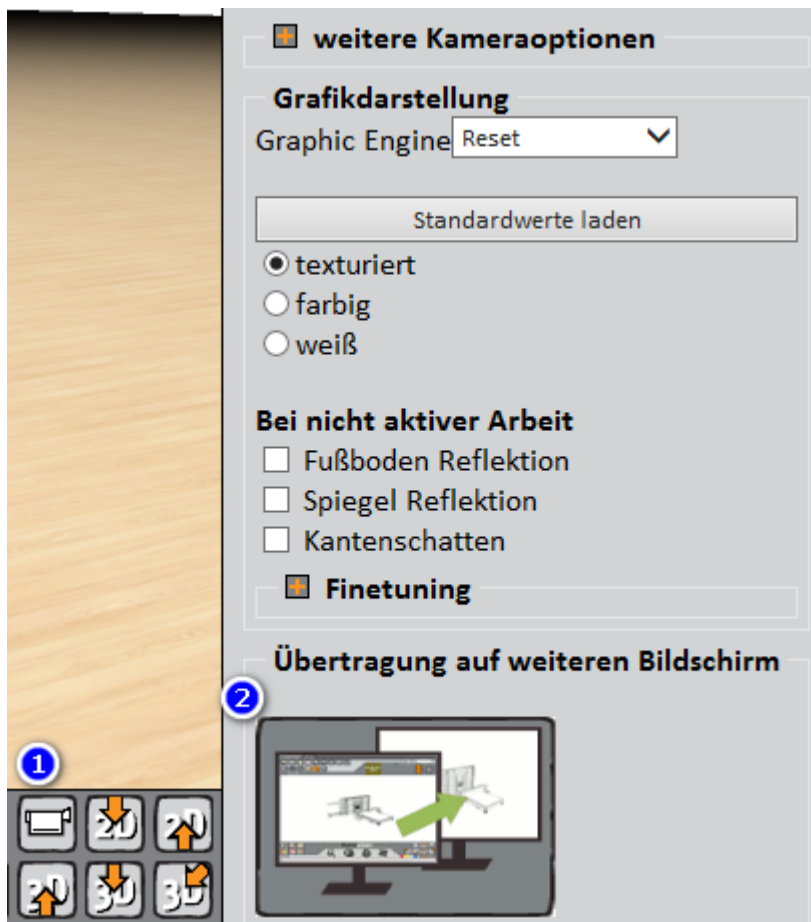 weitere Kameraoptionen
Grafikdarstellung
Graphic Engine Reset
Standardwerte laden
texturiert
farbig
weiß
Bei nicht aktiver Arbeit
Fußboden Reflektion
Spiegel Reflektion
Kantenschatten
Finetuning
Übertragung auf weiteren Bildschirm
2
1
2D 2D
2D 3D 3D